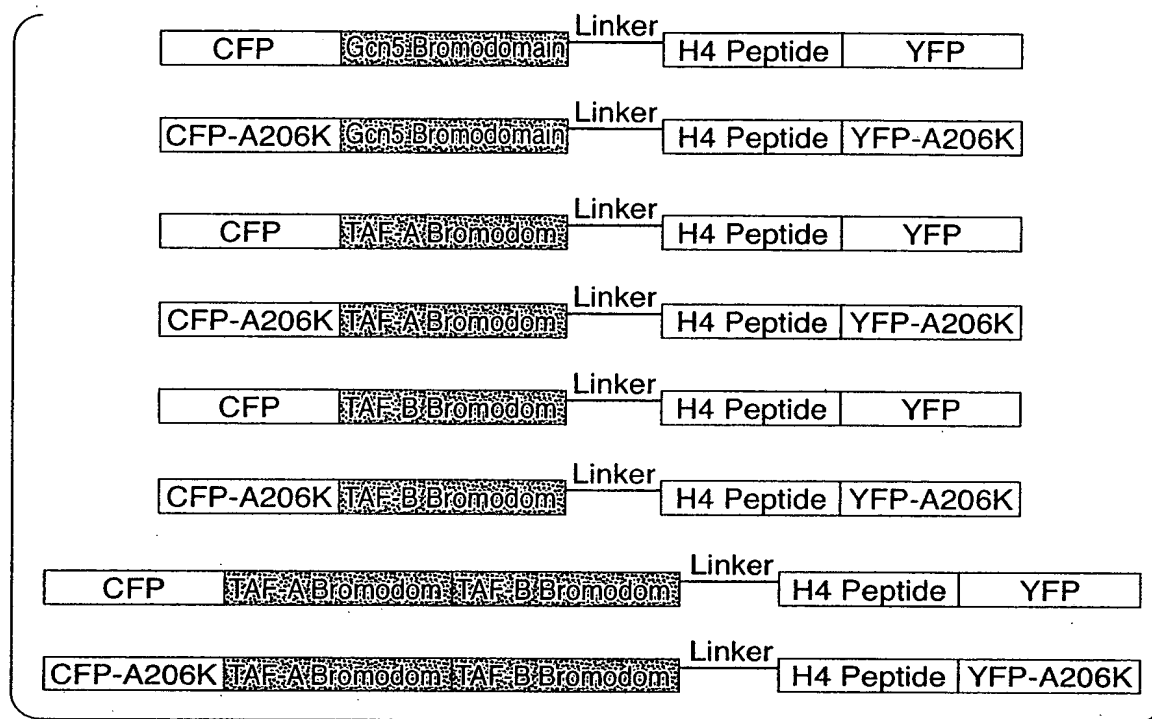 Linker
CFP Gcn5 Bromodomain H4 Peptide YFP
Linker
CFP-A206K Gcn5 Bromodomain H4 Peptide YFP-A206K
Linker
CFP TAF-A Bromodom H4 Peptide YFP
Linker
CFP-A206K TAF-A Bromodom H4 Peptide YFP-A206K
Linker
CFP TAF-B Bromodom H4 Peptide YFP
Linker
CFP-A206K TAF-B Bromodom H4 Peptide YFP-A206K
Linker
CFP TAF-A Bromodom TAF-B Bromodom H4 Peptide YFP
Linker
CFP-A206K TAF-A Bromodom TAF-B Bromodom H4 Peptide YFP-A206K